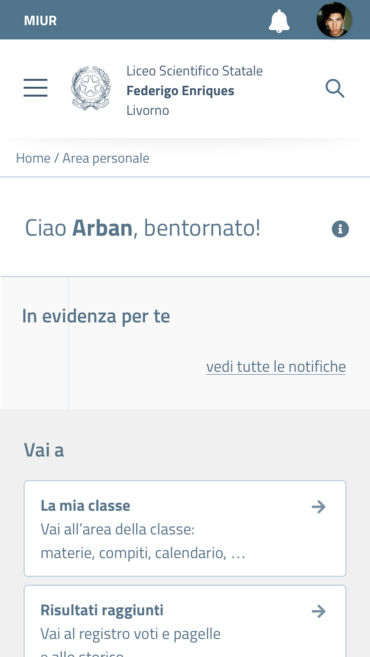 MIUR
Liceo Scientifico Statale
Federigo Enriques
Livorno
Home / Area personale
Ciao Arban, bentornato!
In evidenza per te
vedi tutte le notifiche
Vai a
La mia classe
Vai all’area della classe:
materie, compiti, calendario, …
Risultati raggiunti
Vai al registro voti e pagelle
e allo storico